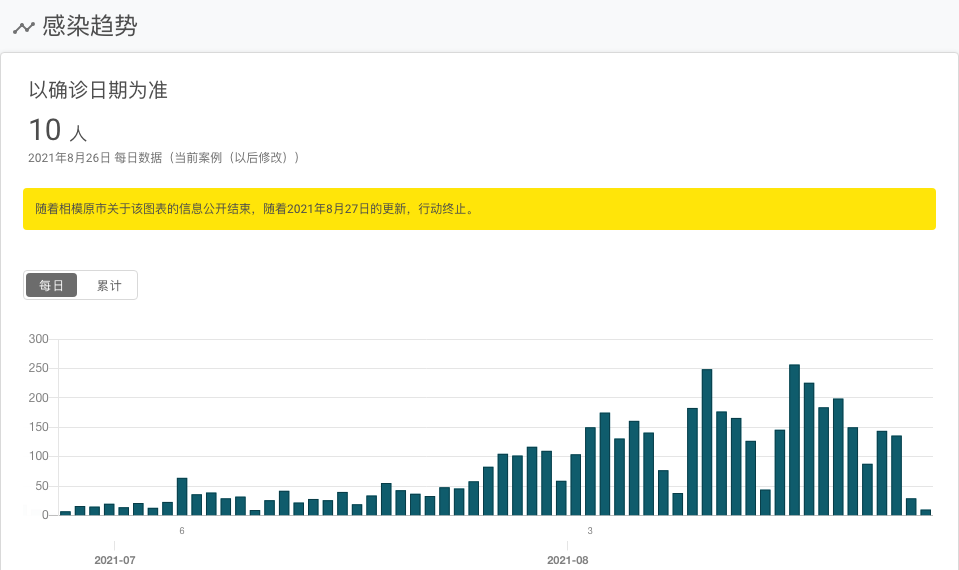 感染趋势
以确诊日期为准
10 人
2021年8月26日 每日数据（当前案例（以后修改））
随着相模原市关于该图表的信息公开结束，随着2021年8月27日的更新，行动终止。
每日 累计
300
250
200
150
100
50
0
6 3
2021-07 2021-08